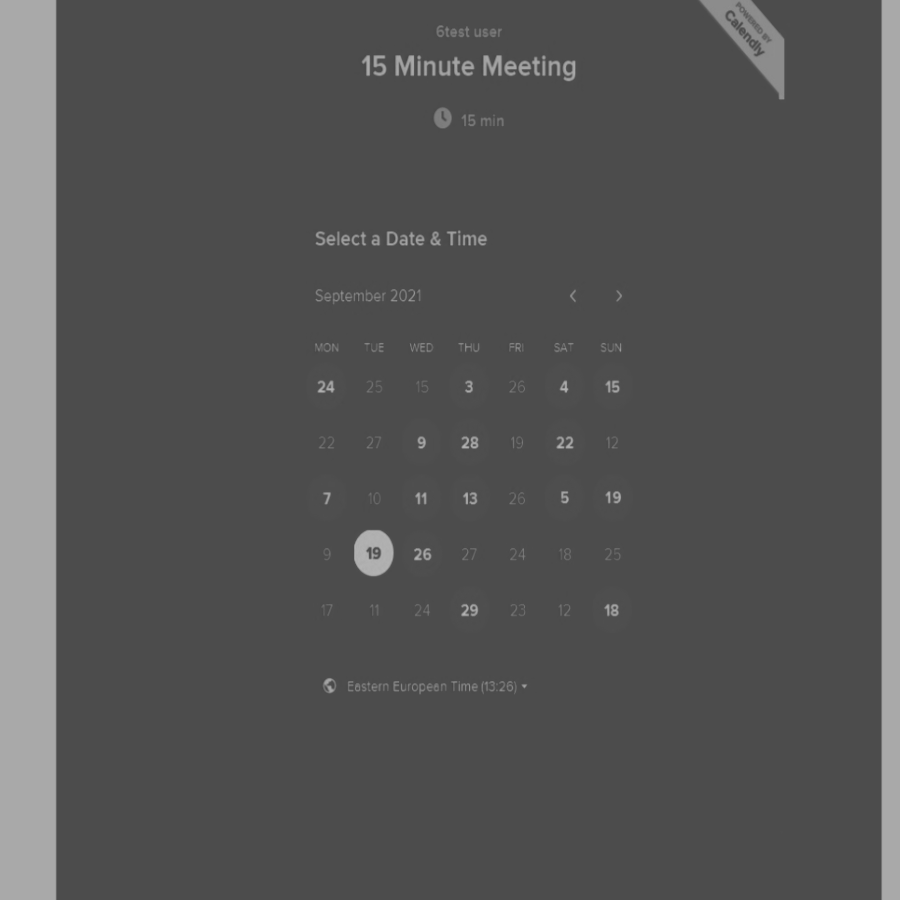 POWERED BY
Calendly
6test user
15 Minute Meeting
15 min
Select a Date & Time
September 2021
MON TUE WED THU FRI SAT SUN
24 25 15 3 26 4 15
22 27 9 28 19 22 12
7 10 11 13 26 5 19
9 19 26 27 24 18 25
17 11 24 29 23 12 18
Eastern European Time (13:26)